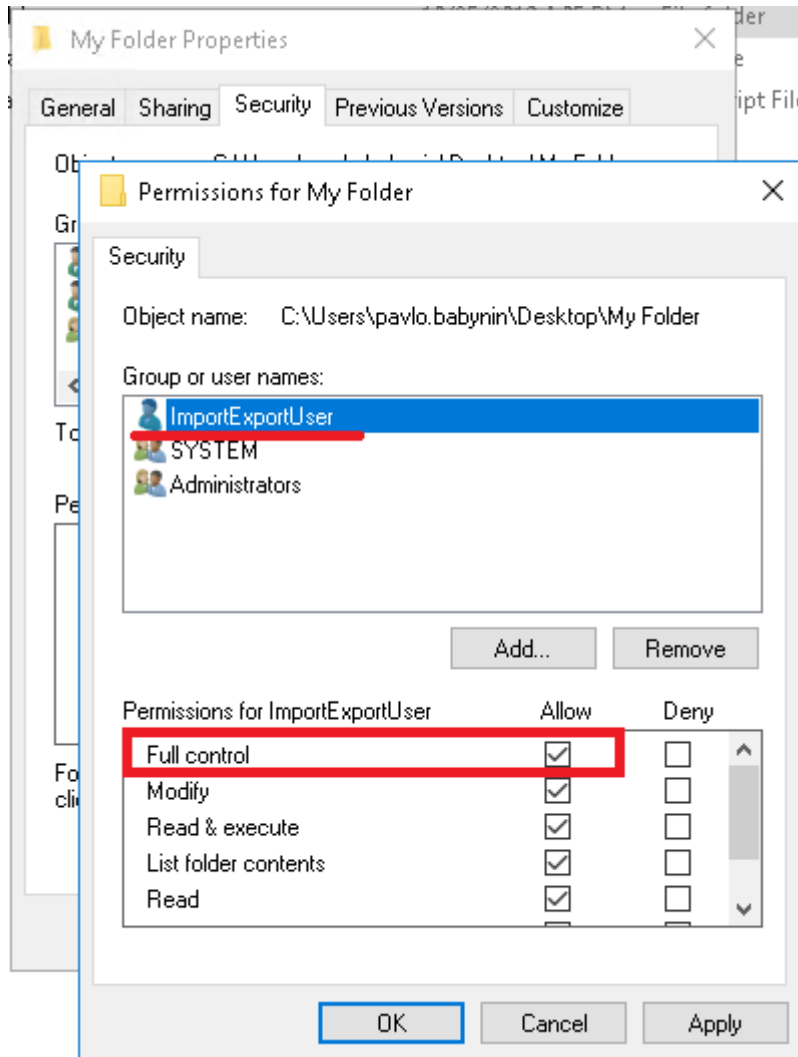 My Folder Properties
General Sharing Security Previous Versions Customize
Permissions for My Folder
Security
Object name: C:\Users\pavlo.babynin\Desktop\My Folder
Group or user names:
ImportExportUser
SYSTEM
Administrators
Add... Remove
Permissions for ImportExportUser Allow Deny
Full control
Modify
Read & execute
List folder contents
Read
OK Cancel Apply